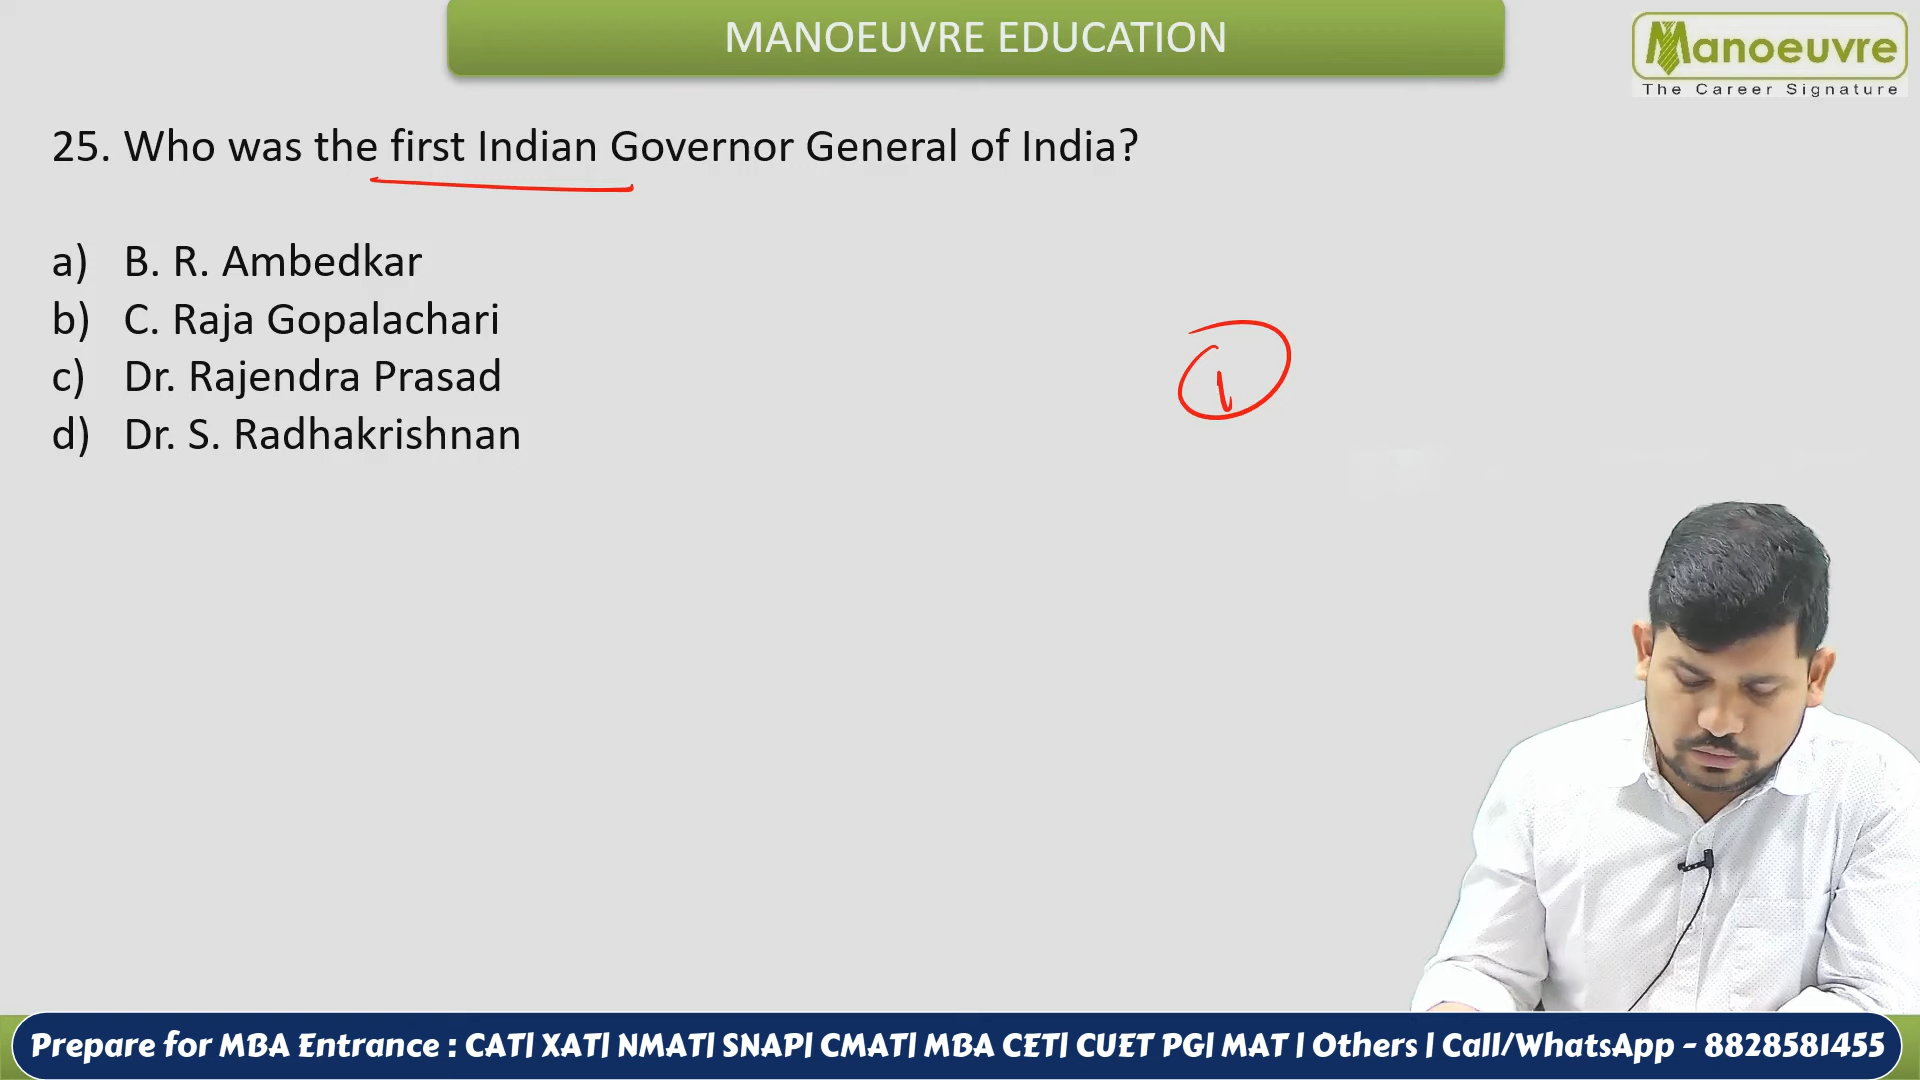 MANOEUVRE EDUCATION
Manoeuvre
The Career Signature
25. Who was the first Indian Governor General of India?
a) B. R. Ambedkar
b) C. Raja Gopalachari
c) Dr. Rajendra Prasad
d) Dr. S. Radhakrishnan
1
Prepare for MBA Entrance : CAT| XAT| NMAT| SNAP| CMAT| MBA CET| CUET PG| MAT | Others | Call/WhatsApp - 8828581455